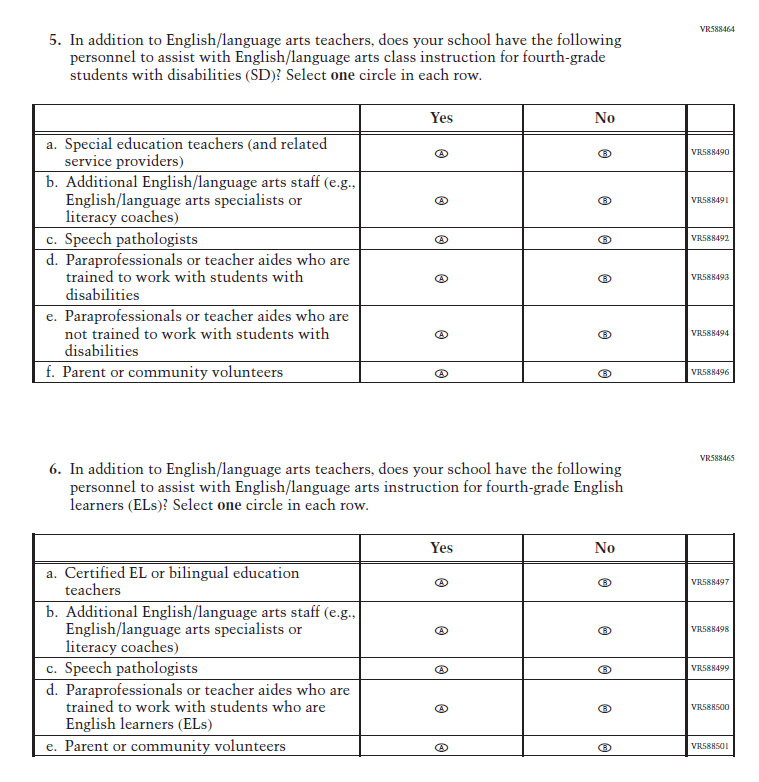 VR588464
5. In addition to English/language arts teachers, does your school have the following
personnel to assist with English/language arts class instruction for fourth-grade
students with disabilities (SD)? Select one circle in each row.
Yes No
a. Special education teachers (and related
service providers)
A B VR588490
b. Additional English/language arts staff (e.g.,
English/language arts specialists or
literacy coaches)
A B VR588491
c. Speech pathologists A B VR588492
d. Paraprofessionals or teacher aides who are
trained to work with students with
disabilities
A B VR588493
e. Paraprofessionals or teacher aides who are
not trained to work with students with
disabilities
A B VR588494
f. Parent or community volunteers A B VR588496
VR588465
6. In addition to English/language arts teachers, does your school have the following
personnel to assist with English/language arts instruction for fourth-grade English
learners (ELs)? Select one circle in each row.
Yes No
a. Certified EL or bilingual education
teachers
A B VR588497
b. Additional English/language arts staff (e.g.,
English/language arts specialists or
literacy coaches)
A B VR588498
c. Speech pathologists A B VR588499
d. Paraprofessionals or teacher aides who are
trained to work with students who are
English learners (ELs)
A B VR588500
e. Parent or community volunteers A B VR588501